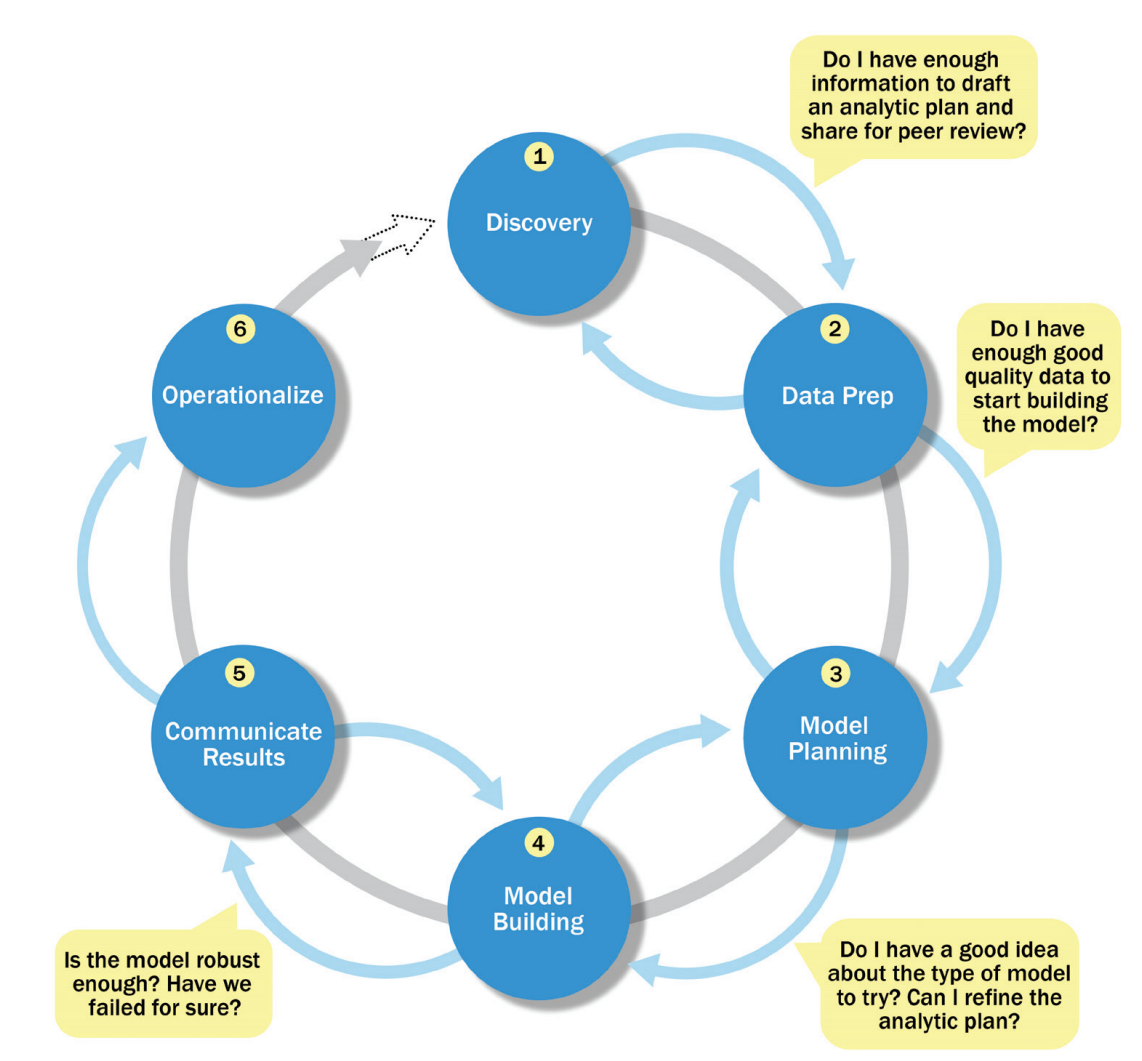 1
Discovery
Do I have enough
information to draft
an analytic plan and
share for peer review?
2
Data Prep
Do I have
enough good
quality data to
start building
the model?
3
Model
Planning
Do I have a good idea
about the type of model
to try? Can I refine the
analytic plan?
4
Model
Building
Is the model robust
enough? Have we
failed for sure?
5
Communicate
Results
6
Operationalize